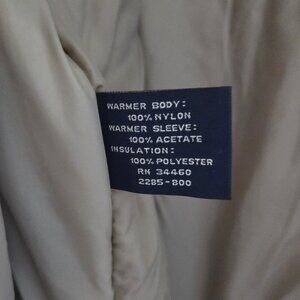 WARMER BODY:
100% NYLON
WARMER SLEEVE:
100% ACETATE
INSULATION:
100% POLYESTER
RN 34460
2285-800